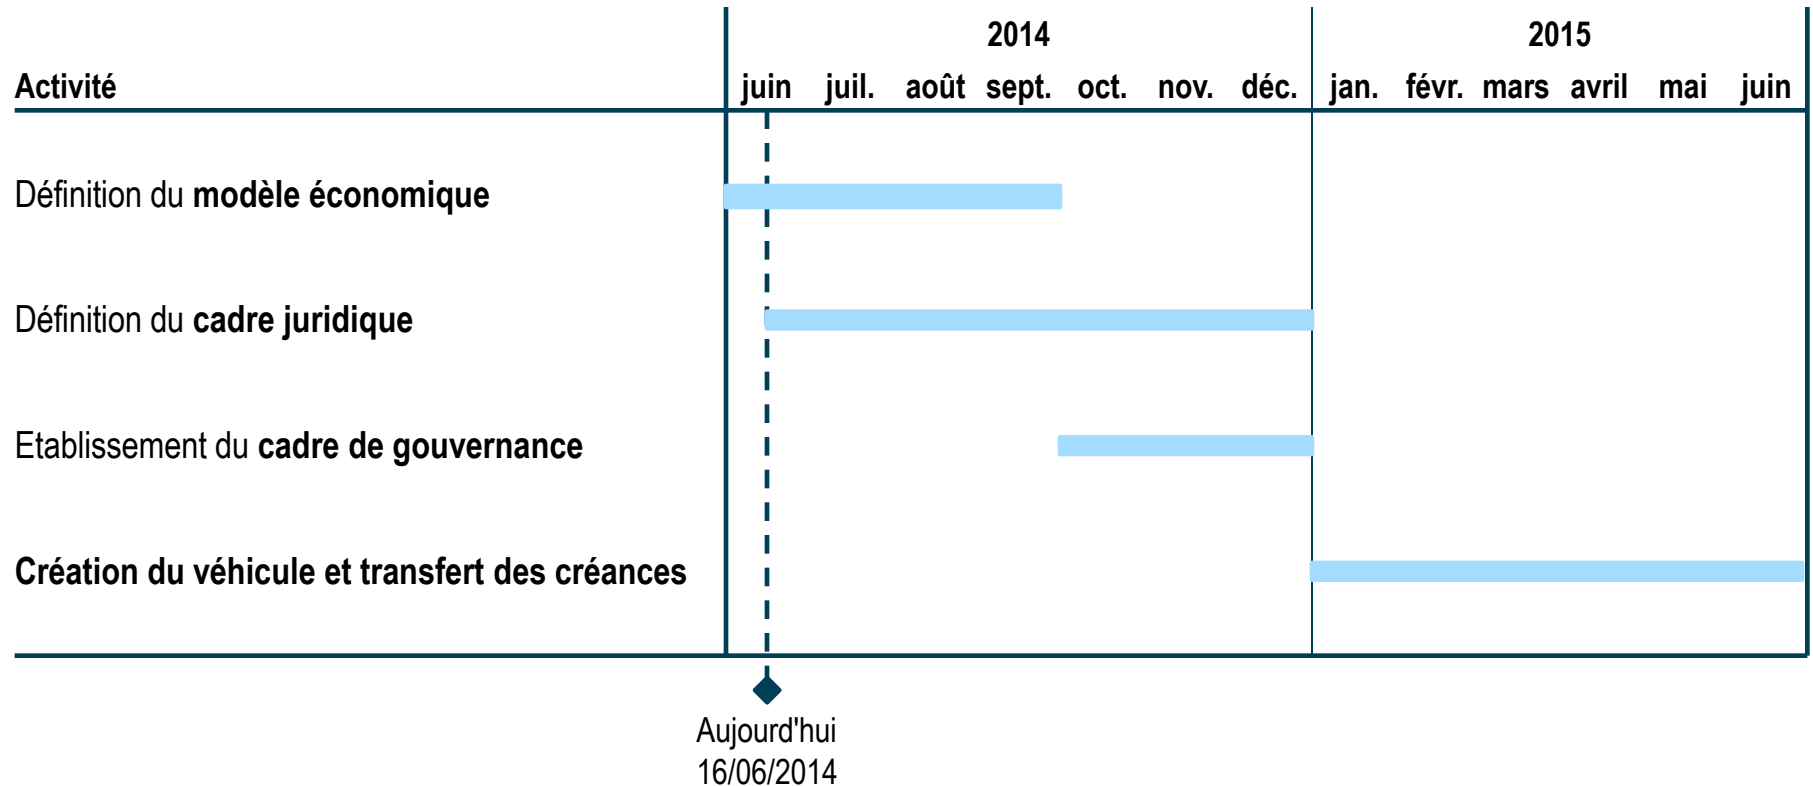 2014 2015
Activité juin juil. août sept. oct. nov. déc. jan. févr. mars avril mai juin
Définition du modèle économique
Définition du cadre juridique
Etablissement du cadre de gouvernance
Création du véhicule et transfert des créances
Aujourd'hui
16/06/2014